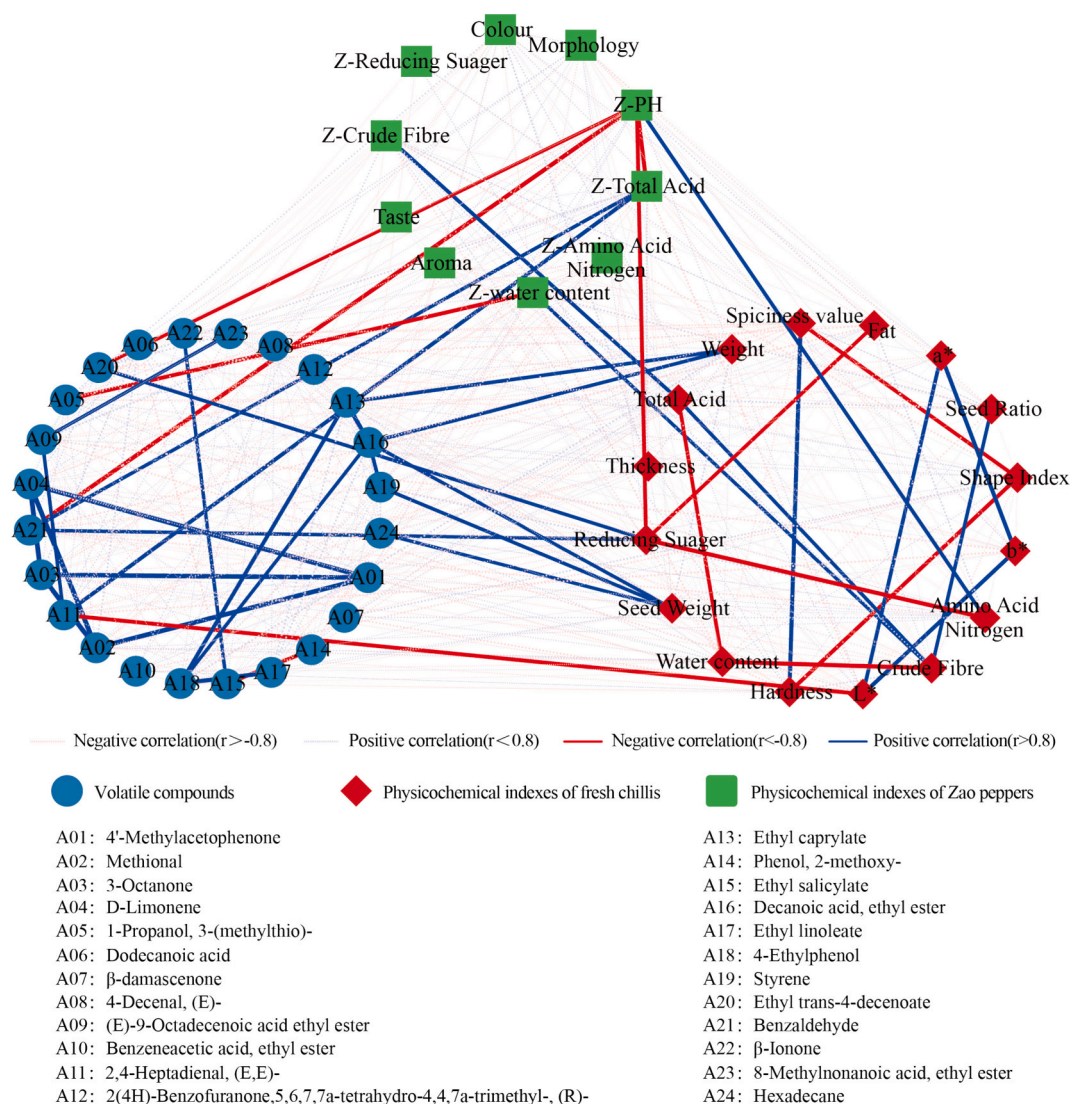 Colour
Morphology
Z-Reducing Suager
Z-PH
Z-Crude Fibre
Z-Total Acid
Taste
Z-Amino Acid
Nitrogen
Aroma
Z-water content
Spiciness value
Fat
A22
A23
A06
A08
Weight
a*
A20
A12
A05
A13
Total Acid
Seed Ratio
A09
A16
Thickness
Shape Index
A04
A19
A21
A24
Reducing Suager
b*
A03
A01
A11
A07
Seed Weight
Amino Acid
Nitrogen
A02
A14
Water content
Crude Fibre
A10
A18
A15
A17
Hardness
L*
Negative correlation(r>-0.8)
Positive correlation(r<0.8)
Negative correlation(r<-0.8)
Positive correlation(r>0.8)
Volatile compounds
Physicochemical indexes of fresh chillis
Physicochemical indexes of Zao peppers
A01: 4'-Methylacetophenone
A02: Methional
A03: 3-Octanone
A04: D-Limonene
A05: 1-Propanol, 3-(methylthio)-
A06: Dodecanoic acid
A07: β-damascenone
A08: 4-Decenal, (E)-
A09: (E)-9-Octadecenoic acid ethyl ester
A10: Benzeneacetic acid, ethyl ester
A11: 2,4-Heptadienal, (E,E)-
A12: 2(4H)-Benzofuranone,5,6,7,7a-tetrahydro-4,4,7a-trimethyl-, (R)-
A13: Ethyl caprylate
A14: Phenol, 2-methoxy-
A15: Ethyl salicylate
A16: Decanoic acid, ethyl ester
A17: Ethyl linoleate
A18: 4-Ethylphenol
A19: Styrene
A20: Ethyl trans-4-decenoate
A21: Benzaldehyde
A22: β-Ionone
A23: 8-Methylnonanoic acid, ethyl ester
A24: Hexadecane